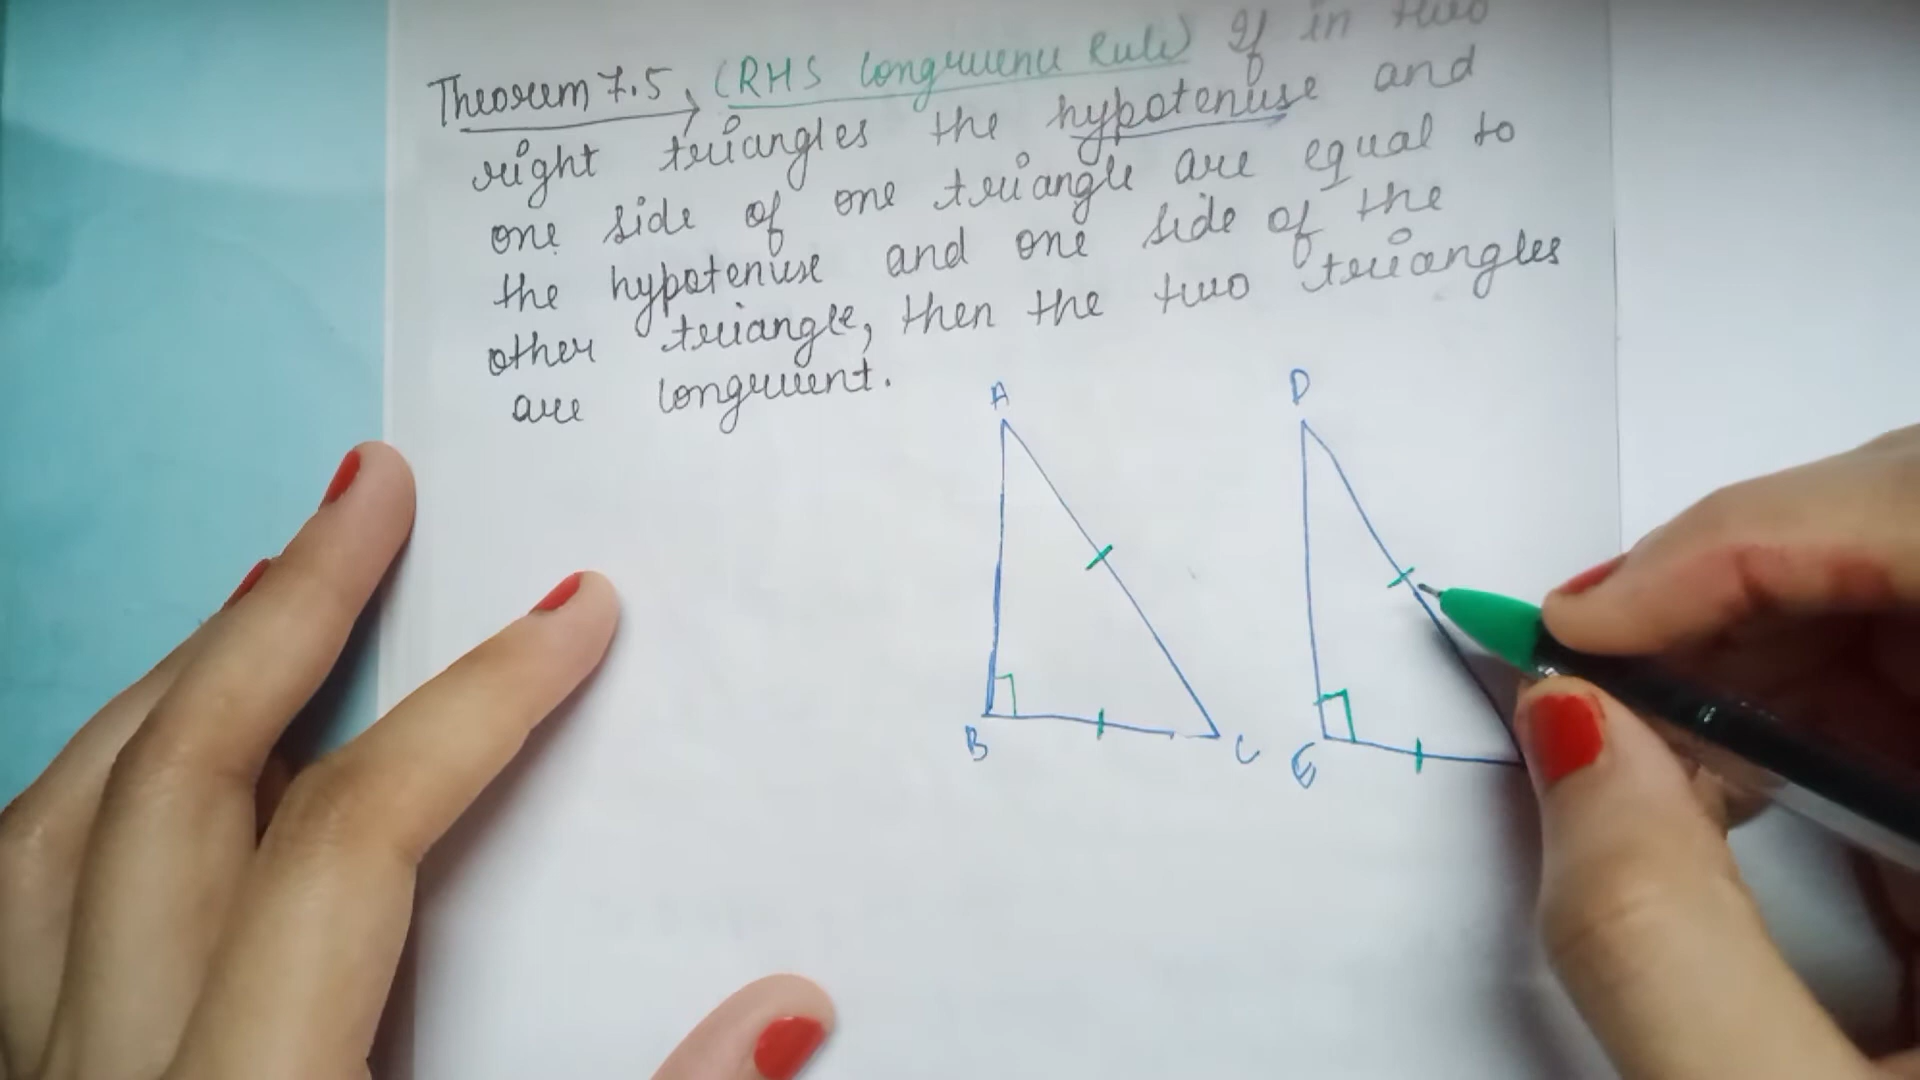 Theorem 7.5, (RHS Congruence Rule) If in two
right triangles the hypotenuse and
one side of one triangle are equal to
the hypotenuse and one side of the
other triangle, then the two triangles
are congruent.
A D
B C E